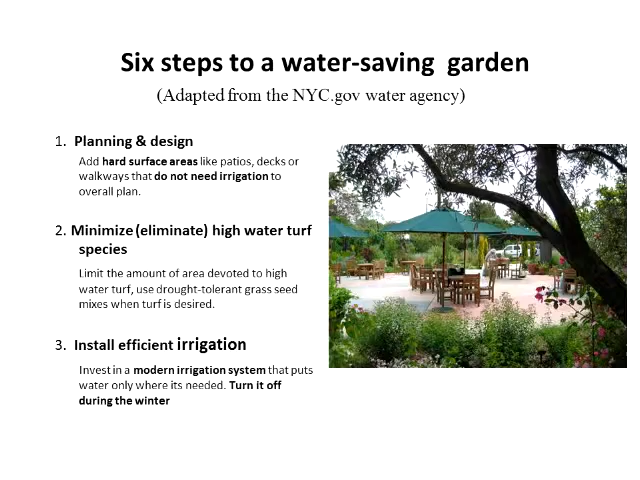 Six steps to a water-saving garden
(Adapted from the NYC.gov water agency)
1. Planning & design
Add hard surface areas like patios, decks or
walkways that do not need irrigation to
overall plan.
2. Minimize (eliminate) high water turf
species
Limit the amount of area devoted to high
water turf, use drought-tolerant grass seed
mixes when turf is desired.
3. Install efficient irrigation
Invest in a modern irrigation system that puts
water only where its needed. Turn it off
during the winter